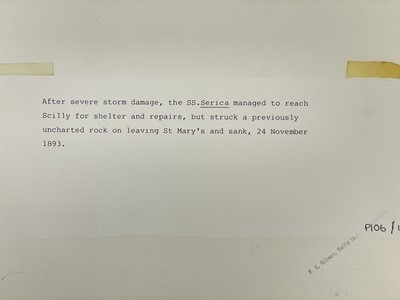 After severe storm damage, the SS.Serica managed to reach
Scilly for shelter and repairs, but struck a previously
uncharted rock on leaving St Mary's and sank, 24 November
1893.
P106/1